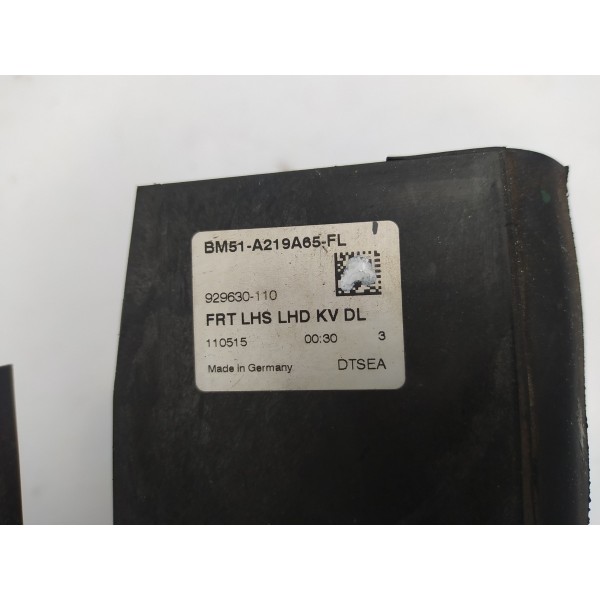 BM51-A219A65-FL
929630-110
FRT LHS LHD KV DL
110515 00:30 3
Made in Germany DTSEA